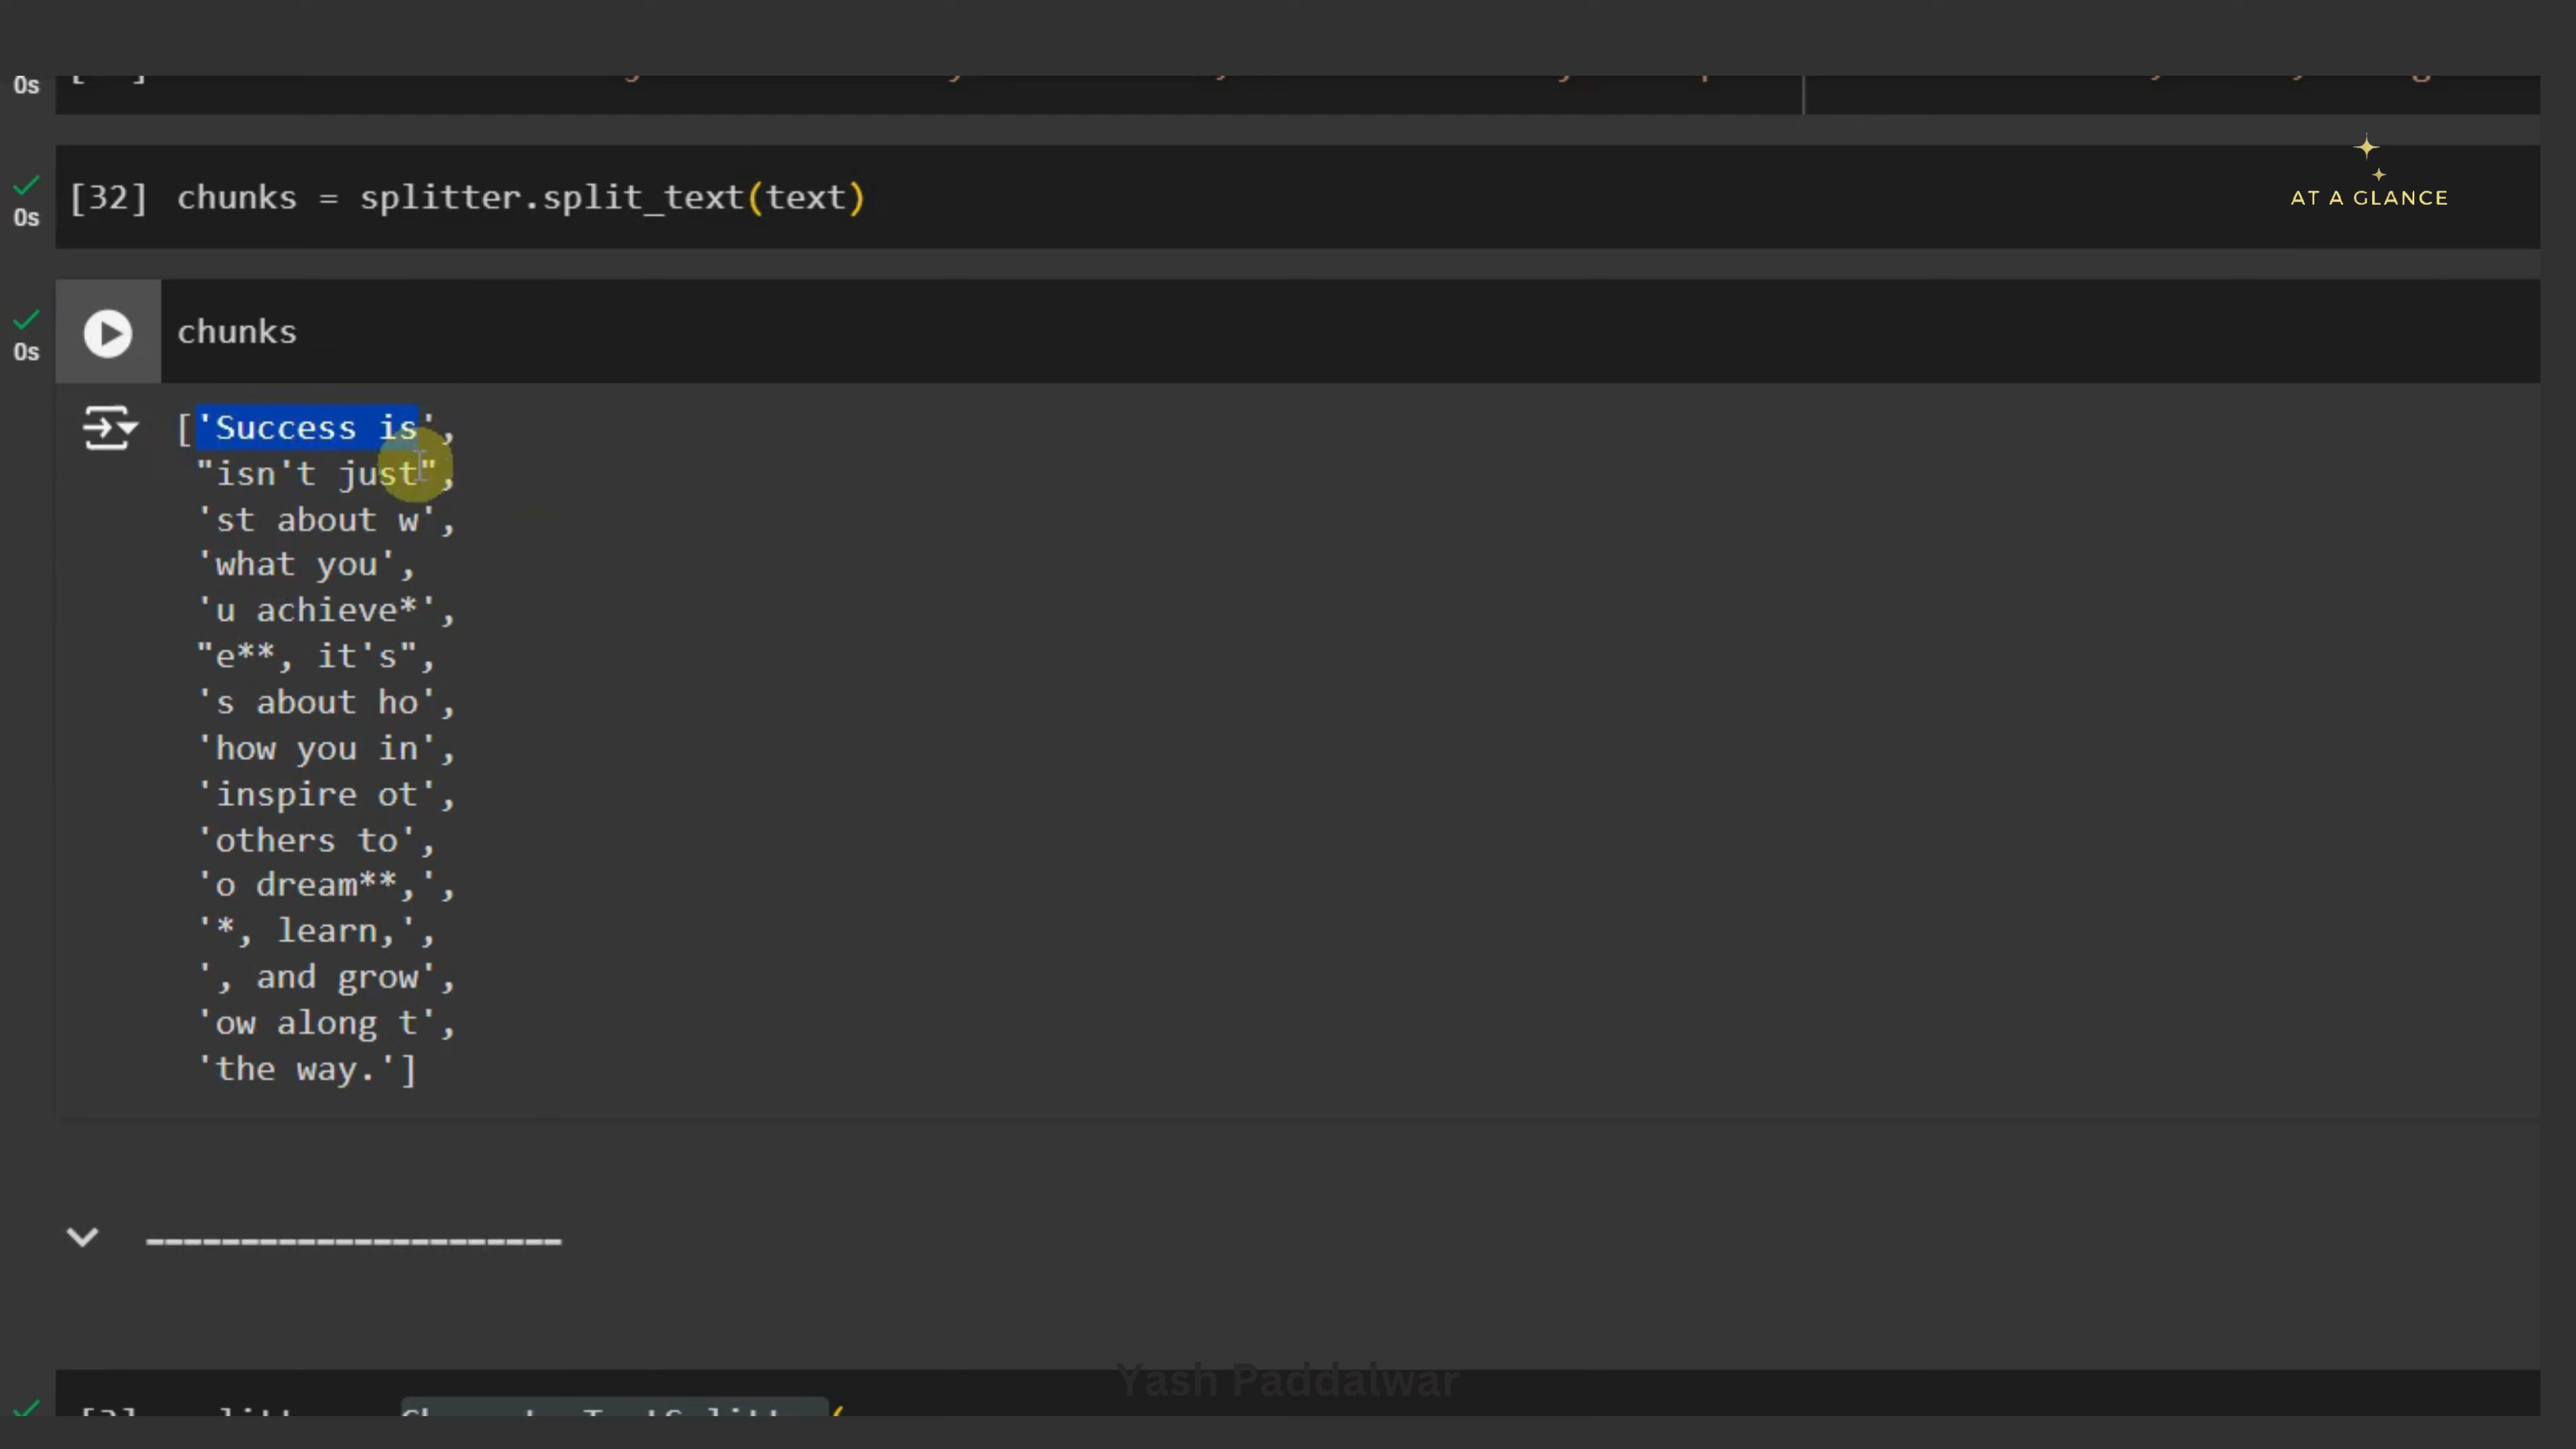 0s
[32] chunks = splitter.split_text(text)
0s
AT A GLANCE
chunks
0s
['Success is',
"isn't just",
'st about w',
'what you',
'u achieve*',
"e**, it's",
's about ho',
'how you in',
'inspire ot',
'others to',
'o dream**,',
'*, learn,',
', and grow',
'ow along t',
'the way.']
----------------------
Yash Paddalwar